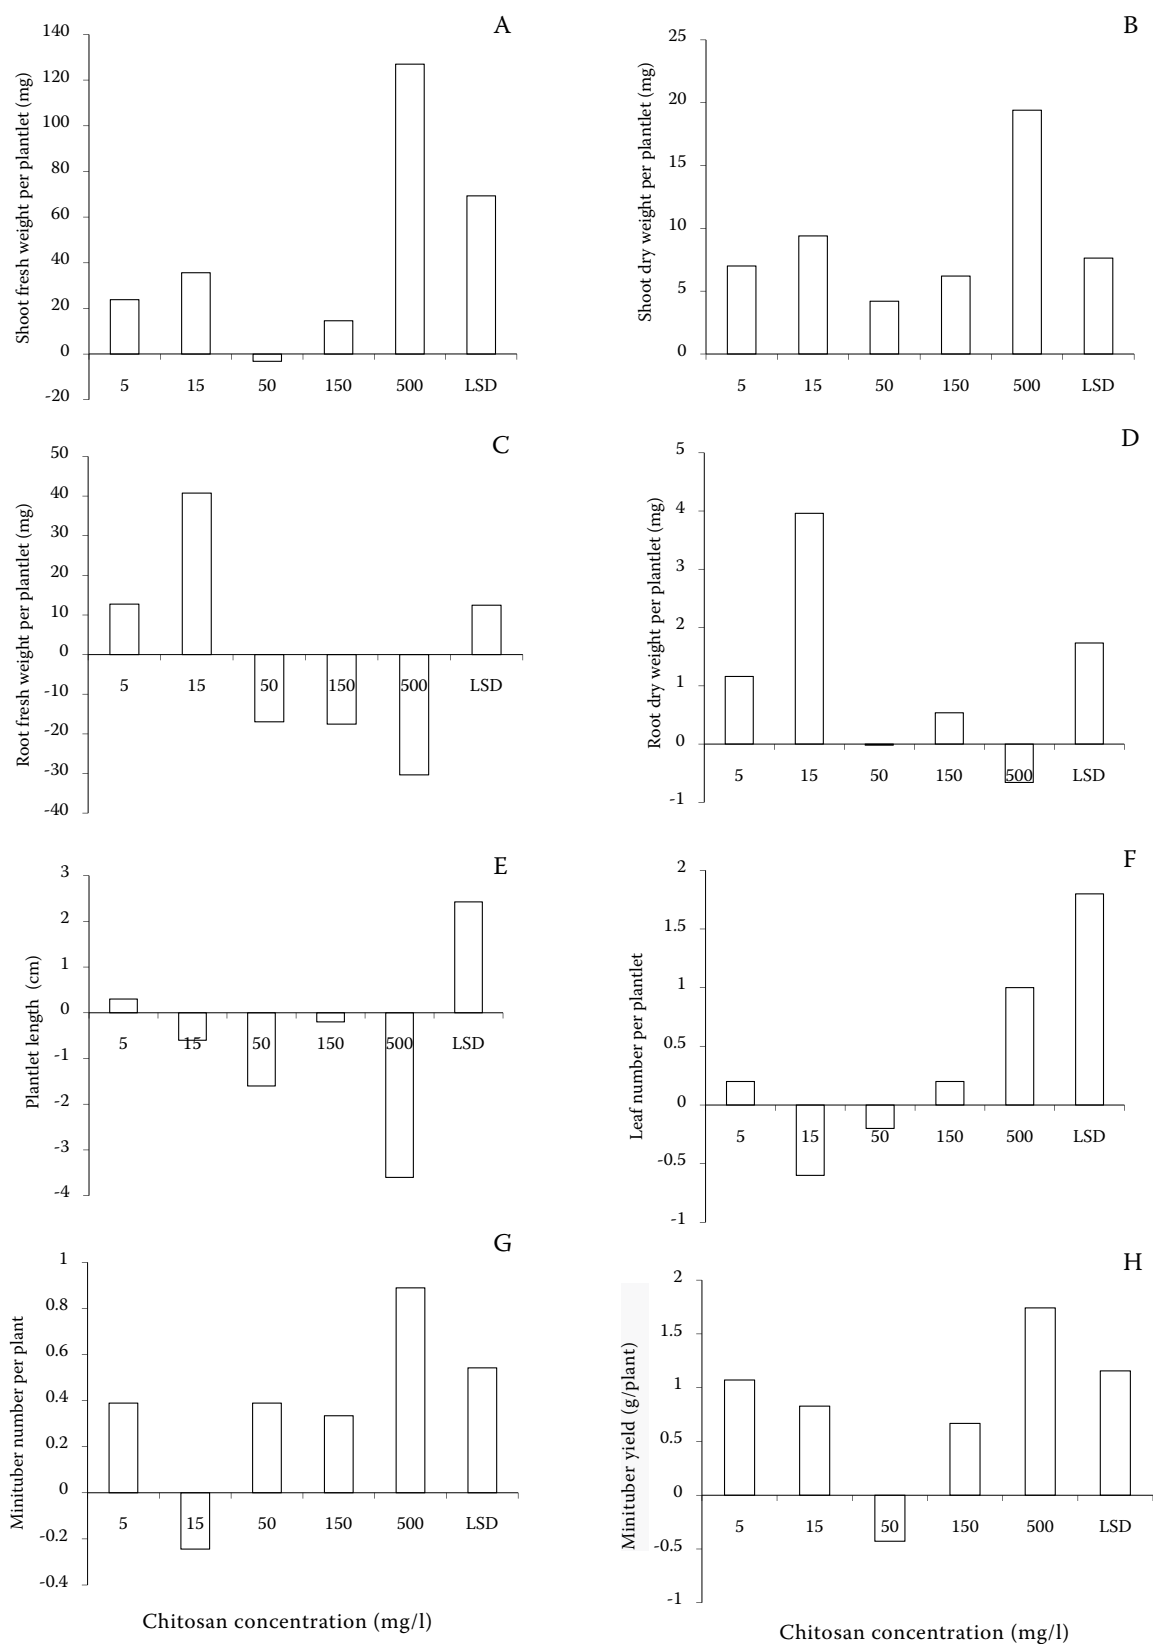 A
Shoot fresh weight per plantlet (mg)
140
120
100
80
60
40
20
0
-20
5 15 50 150 500 LSD
B
Shoot dry weight per plantlet (mg)
25
20
15
10
5
0
5 15 50 150 500 LSD
C
Root fresh weight per plantlet (mg)
50
40
30
20
10
0
-10
-20
-30
-40
5 15 50 150 500 LSD
D
Root dry weight per plantlet (mg)
5
4
3
2
1
0
-1
5 15 50 150 500 LSD
E
Plantlet length (cm)
3
2
1
0
-1
-2
-3
-4
5 15 50 150 500 LSD
F
Leaf number per plantlet
2
1.5
1
0.5
0
-0.5
-1
5 15 50 150 500 LSD
G
Minituber number per plant
1
0.8
0.6
0.4
0.2
0
-0.2
-0.4
5 15 50 150 500 LSD
Chitosan concentration (mg/l)
H
Minituber yield (g/plant)
2
1.5
1
0.5
0
-0.5
-1
5 15 50 150 500 LSD
Chitosan concentration (mg/l)